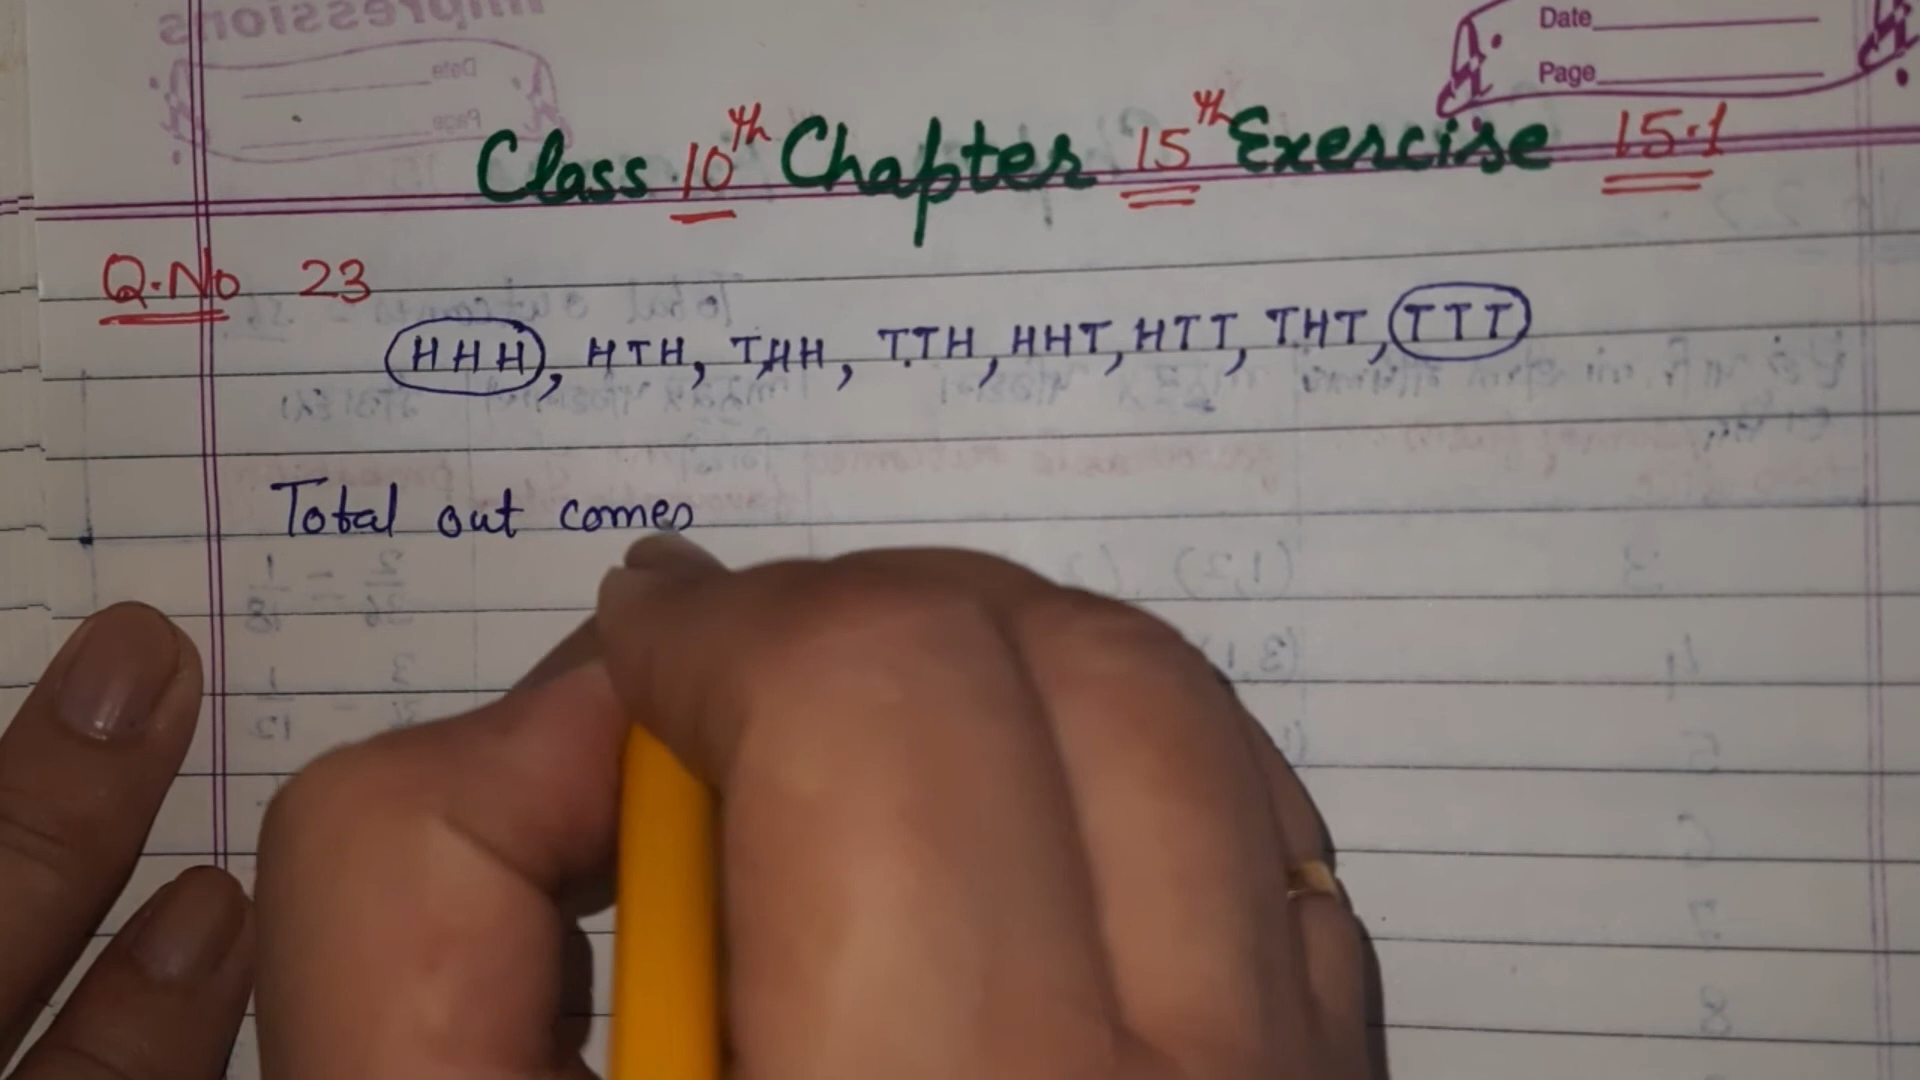 Date
Page
Class 10th Chapter 15th Exercise 15.1
Q.No 23
HHH, HTH, THH, TTH, HHT, HTT, THT, TTT
Total out comes